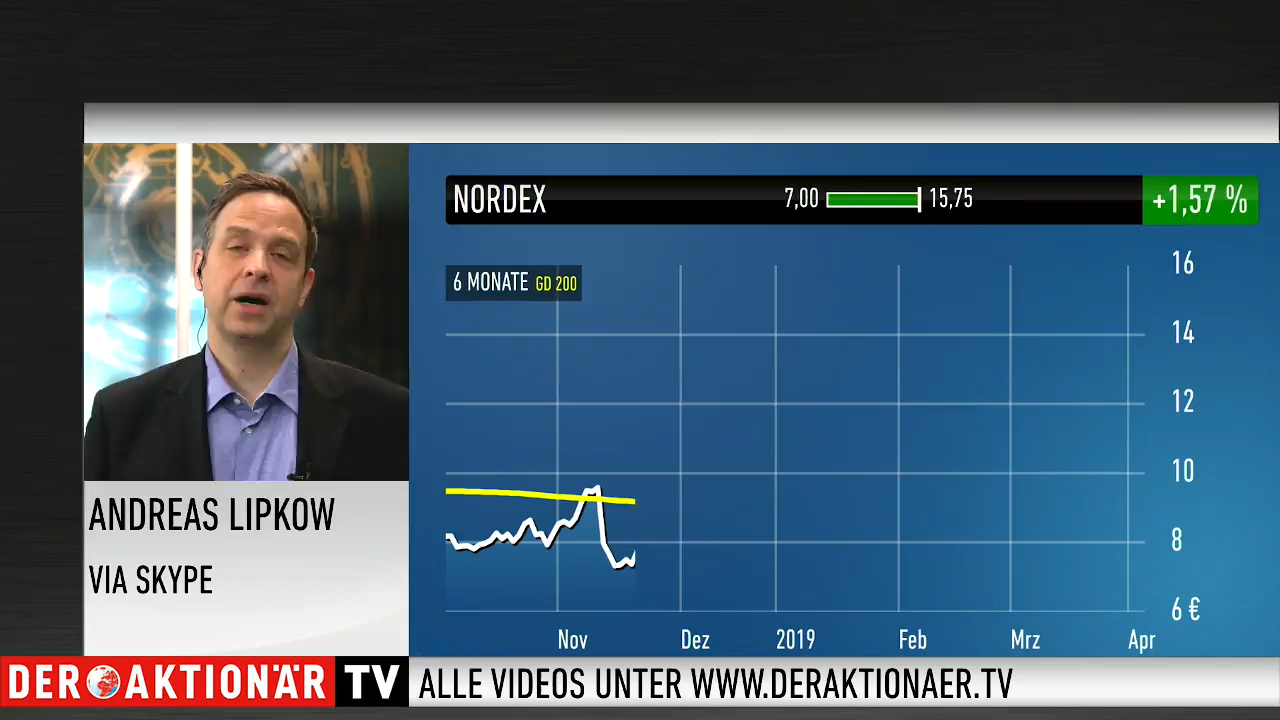 NORDEX 7,00 15,75 +1,57 %
6 MONATE GD 200
16
14
12
10
8
6 €
Nov Dez 2019 Feb Mrz Apr
ANDREAS LIPKOW
VIA SKYPE
DER AKTIONÄR TV
ALLE VIDEOS UNTER WWW.DERAKTIONAER.TV